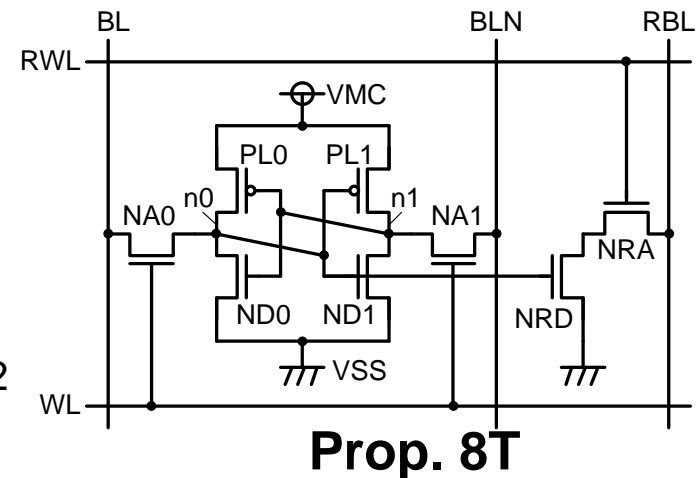 BL BLN RBL
RWL
VMC
PL0 PL1
n0 n1
NA0 NA1
NRA
ND0 ND1 NRD
VSS
2
WL
Prop. 8T